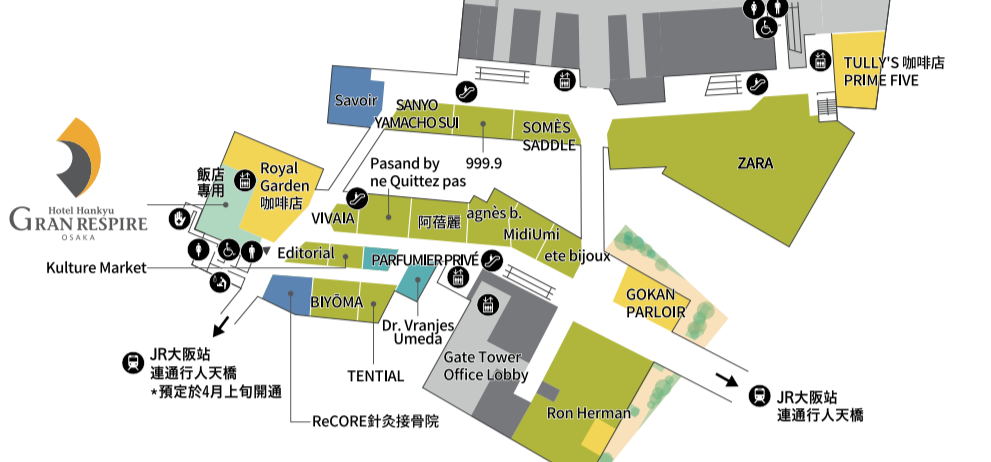 TULLY'S 咖啡店
PRIME FIVE
Savoir
SANYO
YAMACHO SUI
999.9
SOMÈS
SADDLE
ZARA
飯店
專用
Royal
Garden
咖啡店
Pasand by
ne Quittez pas
Hotel Hankyu
GRAN RESPIRE
OSAKA
VIVAIA
阿蓓麗
agnès b.
MidiUmi
ete bijoux
Kulture Market
Editorial
PARFUMIER PRIVÉ
BIYŌMA
Dr. Vranjes
Umeda
GOKAN
PARLOIR
JR大阪站
連通行人天橋
*預定於4月上旬開通
TENTIAL
Gate Tower
Office Lobby
Ron Herman
JR大阪站
連通行人天橋
ReCORE針灸接骨院